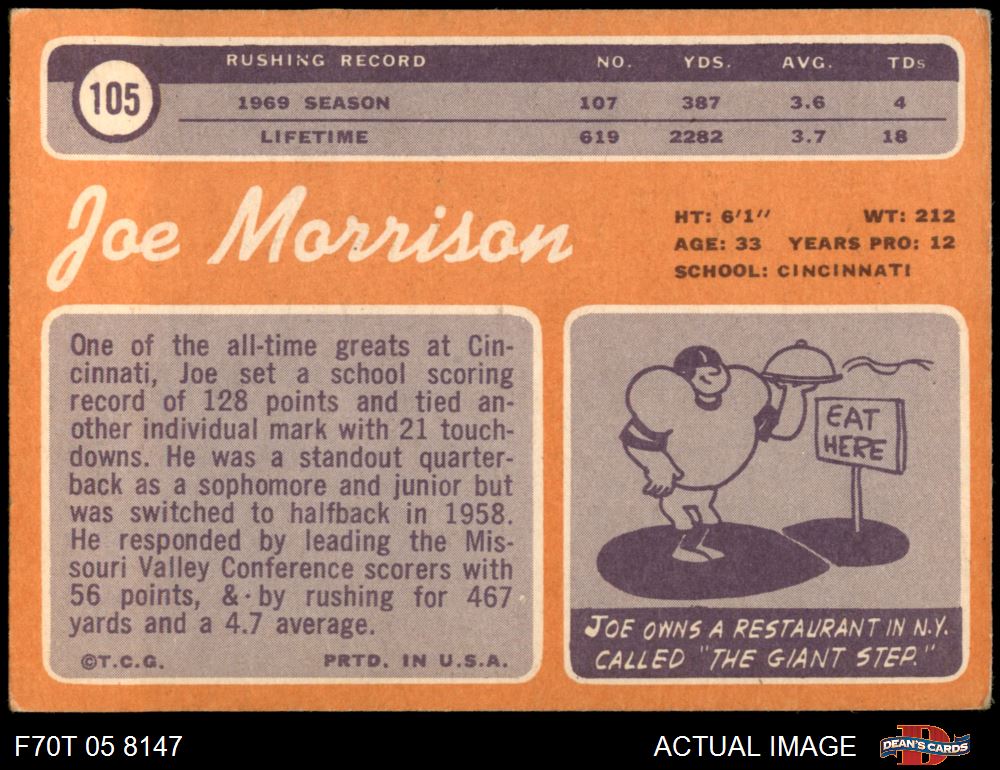 105
RUSHING RECORD NO. YDS. AVG. TDs
1969 SEASON 107 387 3.6 4
LIFETIME 619 2282 3.7 18
Joe Morrison
HT: 6'1" WT: 212
AGE: 33 YEARS PRO: 12
SCHOOL: CINCINNATI
One of the all-time greats at Cin-
cinnati, Joe set a school scoring
record of 128 points and tied an-
other individual mark with 21 touch-
downs. He was a standout quarter-
back as a sophomore and junior but
was switched to halfback in 1958.
He responded by leading the Mis-
souri Valley Conference scorers with
56 points, &·by rushing for 467
yards and a 4.7 average.
©T.C.G. PRTD. IN U.S.A.
EAT
HERE
JOE OWNS A RESTAURANT IN N.Y.
CALLED "THE GIANT STEP."
F70T 05 8147
ACTUAL IMAGE
D
DEAN'S CARDS